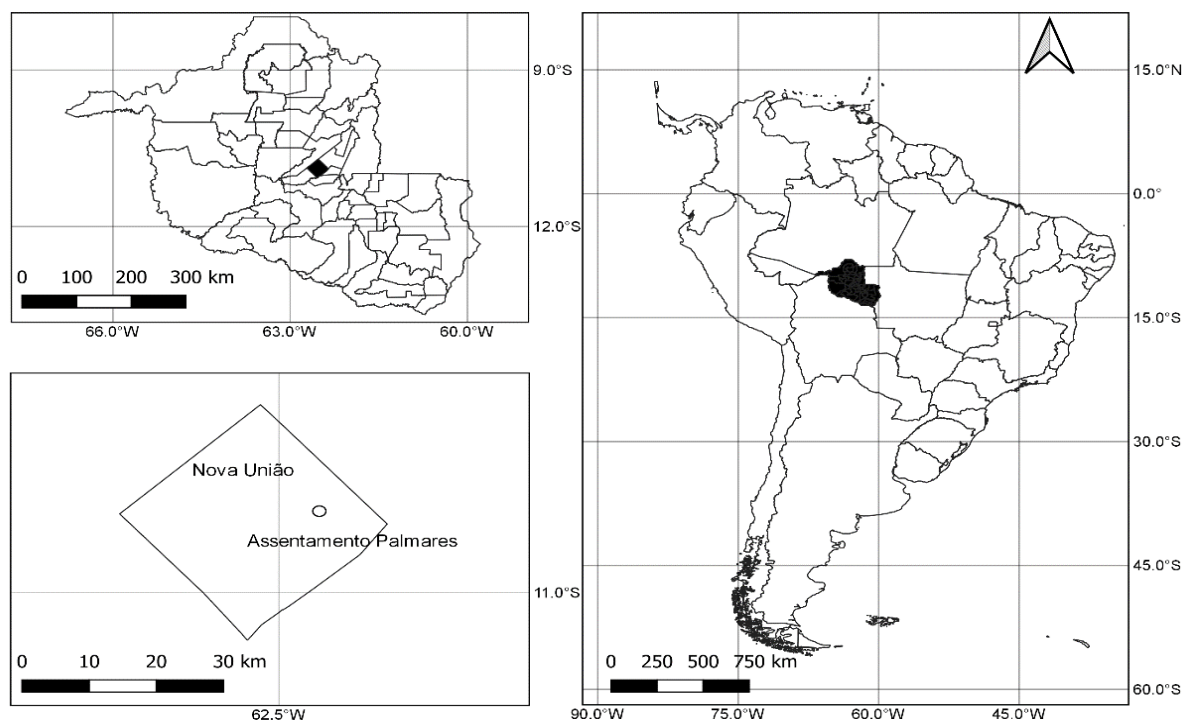 9.0°S
12.0°S
0 100 200 300 km
66.0°W 63.0°W 60.0°W
Nova União
Assentamento Palmares
11.0°S
0 10 20 30 km
62.5°W
15.0°N
0.0°
15.0°S
30.0°S
45.0°S
0 250 500 750 km
60.0°S
90.0°W 75.0°W 60.0°W 45.0°W